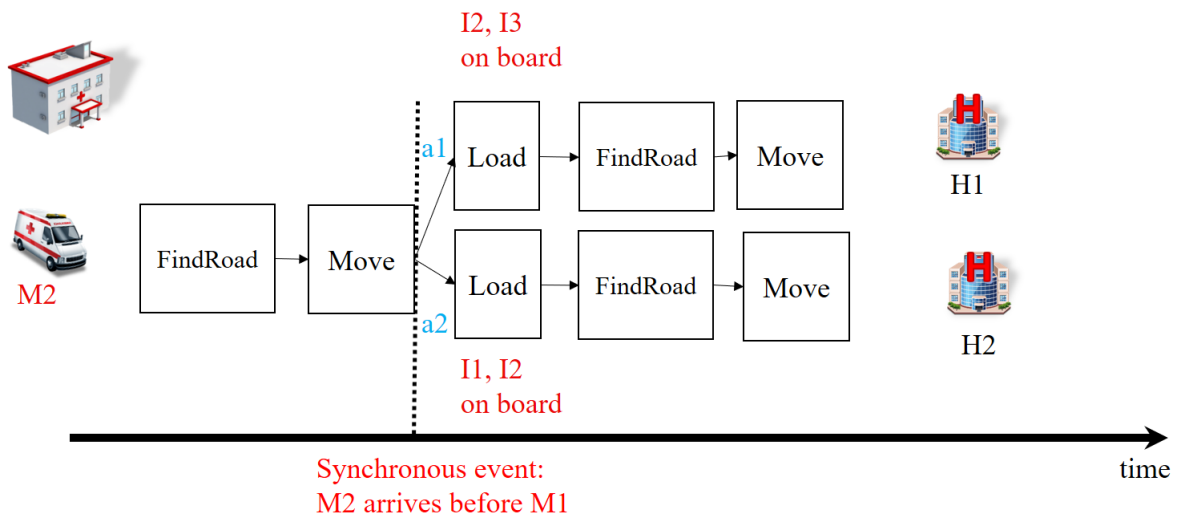 I2, I3
on board
a1
Load
FindRoad
Move
H
H1
FindRoad
Move
M2
a2
Load
FindRoad
Move
H
H2
I1, I2
on board
Synchronous event:
M2 arrives before M1
time